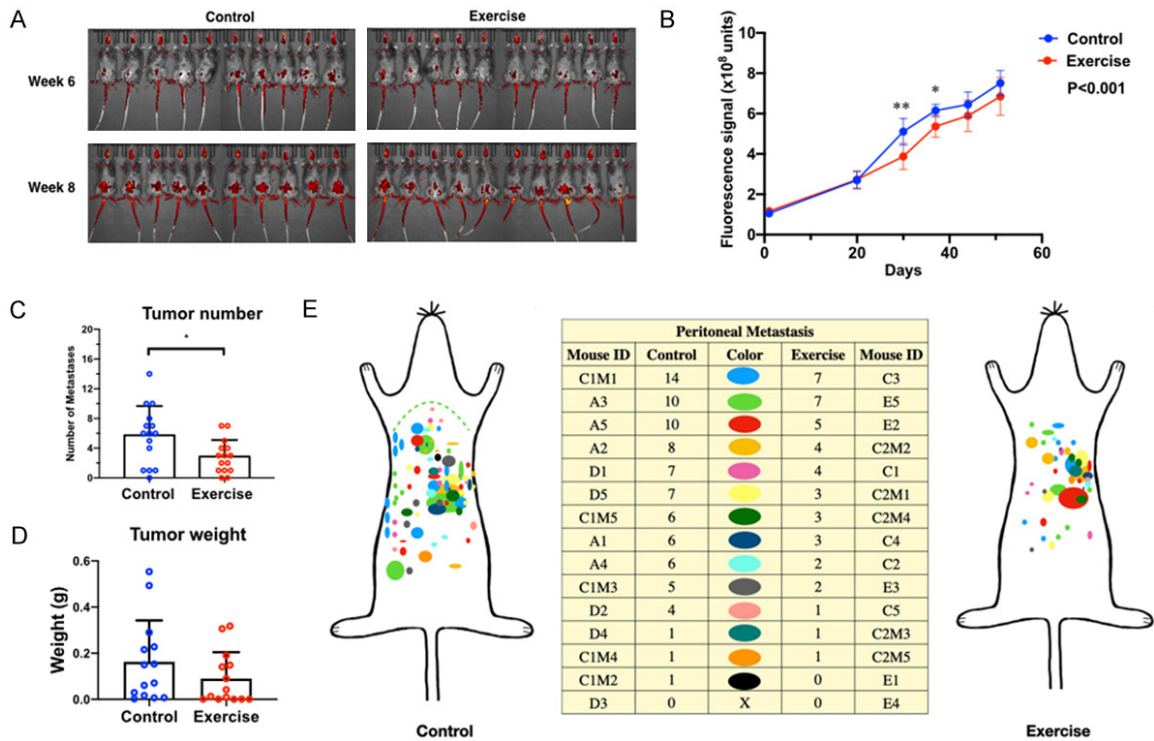 A
Control
Exercise
Week 6
Week 8
B
Fluorescence signal (x10⁸ units)
10
8
6
4
2
0
**
*
0
20
40
60
Days
Control
Exercise
P<0.001
C
Tumor number
Number of Metastases
20
16
12
8
4
0
*
Control
Exercise
D
Tumor weight
Weight (g)
0.6
0.4
0.2
0.0
Control
Exercise
E
Control
Peritoneal Metastasis
Mouse ID Control Color Exercise Mouse ID
C1M1 14 7 C3
A3 10 7 E5
A5 10 5 E2
A2 8 4 C2M2
D1 7 4 C1
D5 7 3 C2M1
C1M5 6 3 C2M4
A1 6 3 C4
A4 6 2 C2
C1M3 5 2 E3
D2 4 1 C5
D4 1 1 C2M3
C1M4 1 1 C2M5
C1M2 1 0 E1
D3 0 X 0 E4
Exercise